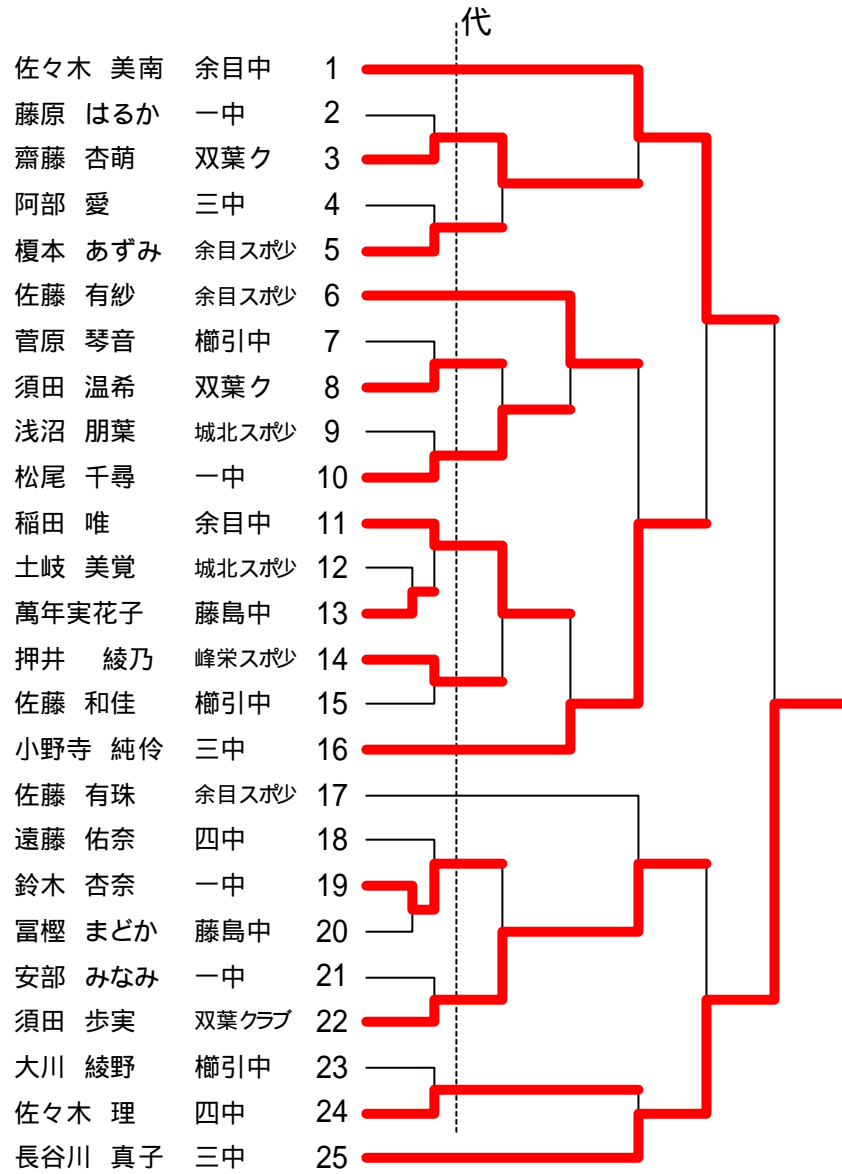 代
佐々木 美南 余目中 1
藤原 はるか 一中 2
齋藤 杏萌 双葉ク 3
阿部 愛 三中 4
榎本 あずみ 余目スポ少 5
佐藤 有紗 余目スポ少 6
菅原 琴音 櫛引中 7
須田 温希 双葉ク 8
浅沼 朋葉 城北スポ少 9
松尾 千尋 一中 10
稲田 唯 余目中 11
土岐 美覚 城北スポ少 12
萬年実花子 藤島中 13
押井 綾乃 峰栄スポ少 14
佐藤 和佳 櫛引中 15
小野寺 純伶 三中 16
佐藤 有珠 余目スポ少 17
遠藤 佑奈 四中 18
鈴木 杏奈 一中 19
冨樫 まどか 藤島中 20
安部 みなみ 一中 21
須田 歩実 双葉クラブ 22
大川 綾野 櫛引中 23
佐々木 理 四中 24
長谷川 真子 三中 25